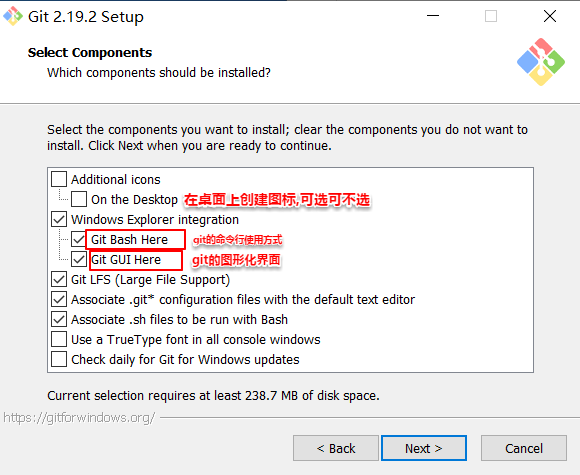 Git 2.19.2 Setup
Select Components
Which components should be installed?
Select the components you want to install; clear the components you do not want to
install. Click Next when you are ready to continue.
Additional icons
On the Desktop 在桌面上创建图标,可选可不选
Windows Explorer integration
Git Bash Here git的命令行使用方式
Git GUI Here git的图形化界面
Git LFS (Large File Support)
Associate .git* configuration files with the default text editor
Associate .sh files to be run with Bash
Use a TrueType font in all console windows
Check daily for Git for Windows updates
Current selection requires at least 238.7 MB of disk space.
https://gitforwindows.org/
< Back Next > Cancel